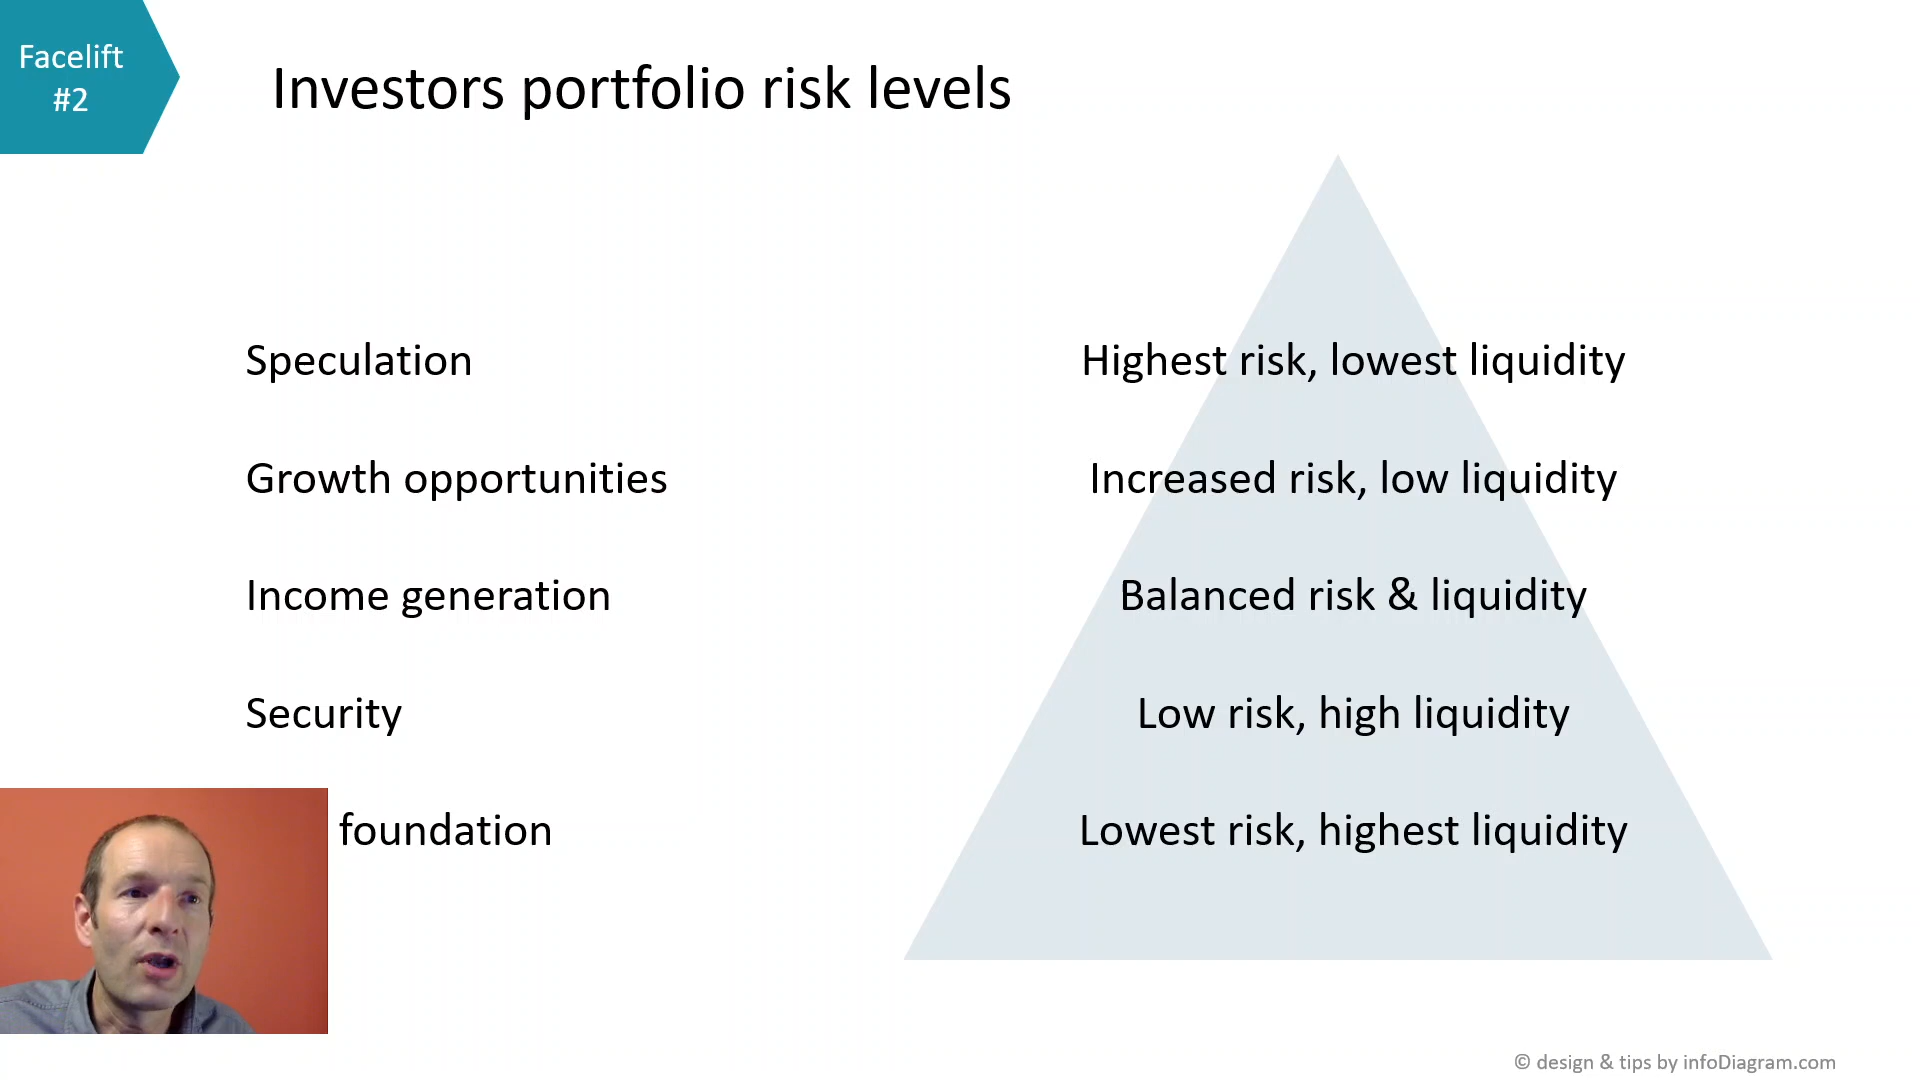 Facelift
#2
Investors portfolio risk levels
Speculation
Highest risk, lowest liquidity
Growth opportunities
Increased risk, low liquidity
Income generation
Balanced risk & liquidity
Security
Low risk, high liquidity
foundation
Lowest risk, highest liquidity
© design & tips by infoDiagram.com